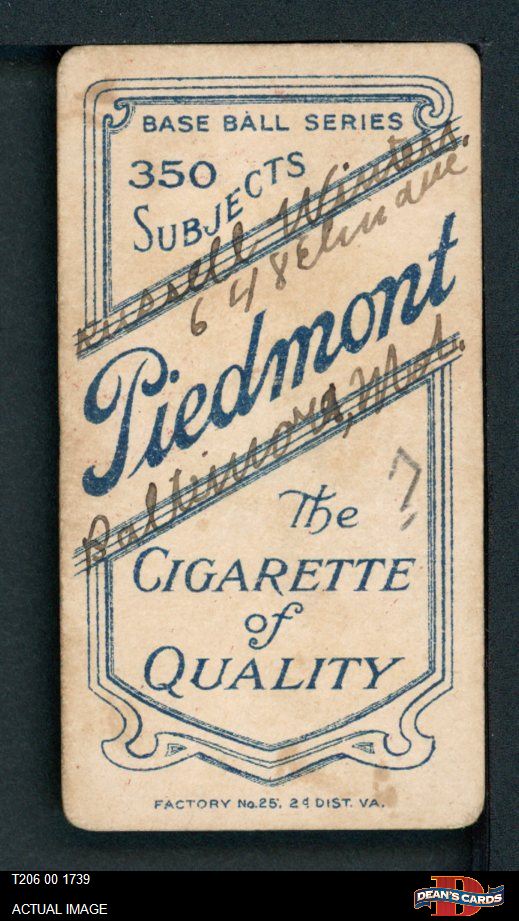 BASE BALL SERIES
350
SUBJECTS
Russell Winters.
648
Piedmont
Baltimore, Md.
The
?
CIGARETTE
of
QUALITY
FACTORY No. 25, 2d DIST. VA.
T206 00 1739
ACTUAL IMAGE
DEAN'S CARDS